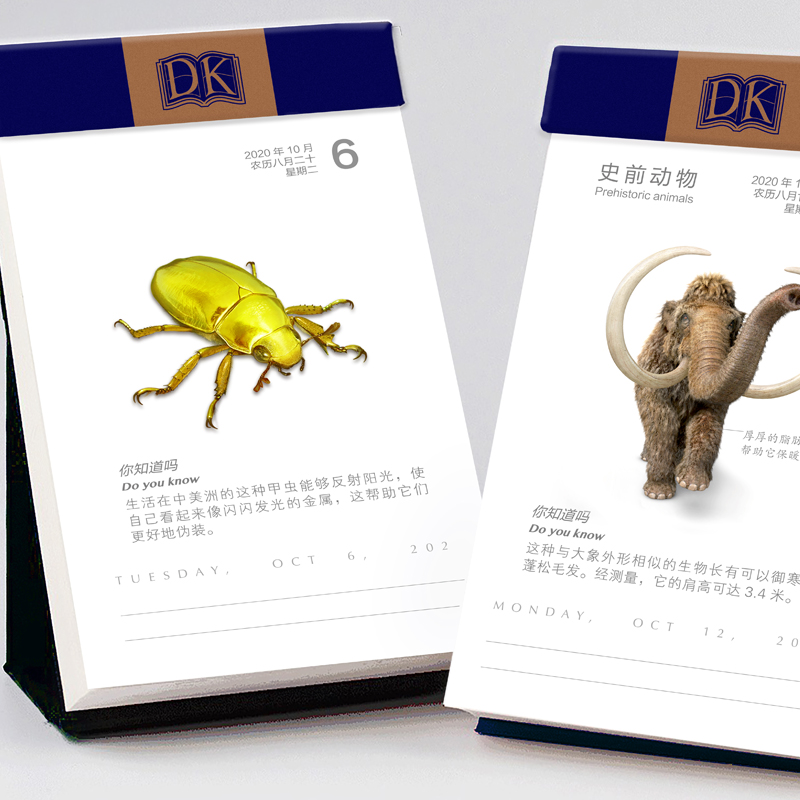 DK
2020 年 10 月
农历八月二十
星期二
6
你知道吗
Do you know
生活在中美洲的这种甲虫能够反射阳光，使
自己看起来像闪闪发光的金属，这帮助它们
更好地伪装。
TUESDAY, OCT 6, 202
DK
史前动物
Prehistoric animals
2020 年 1
农历八月
星期
厚厚的脂肪
帮助它保暖
你知道吗
Do you know
这种与大象外形相似的生物长有可以御寒
蓬松毛发。经测量，它的肩高可达 3.4 米。
MONDAY, OCT 12, 20